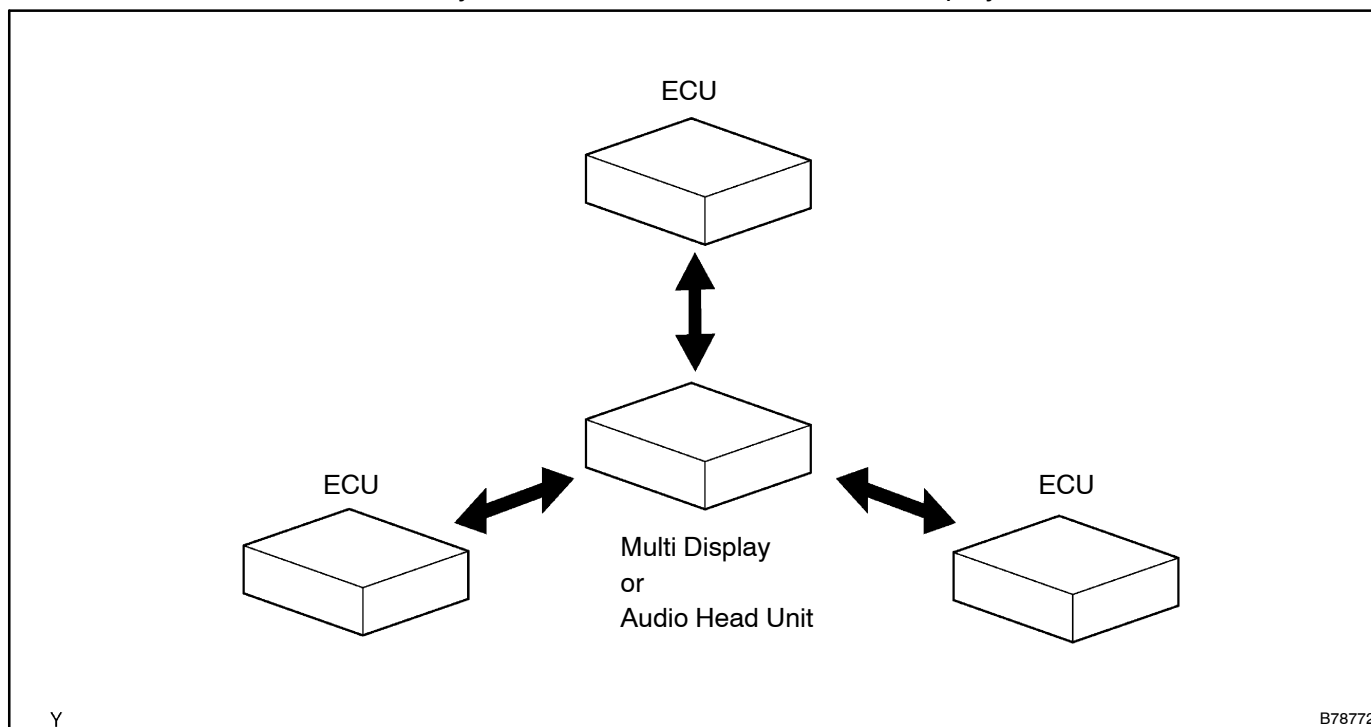 ECU
ECU
ECU
Multi Display
or
Audio Head Unit
Y
B78772